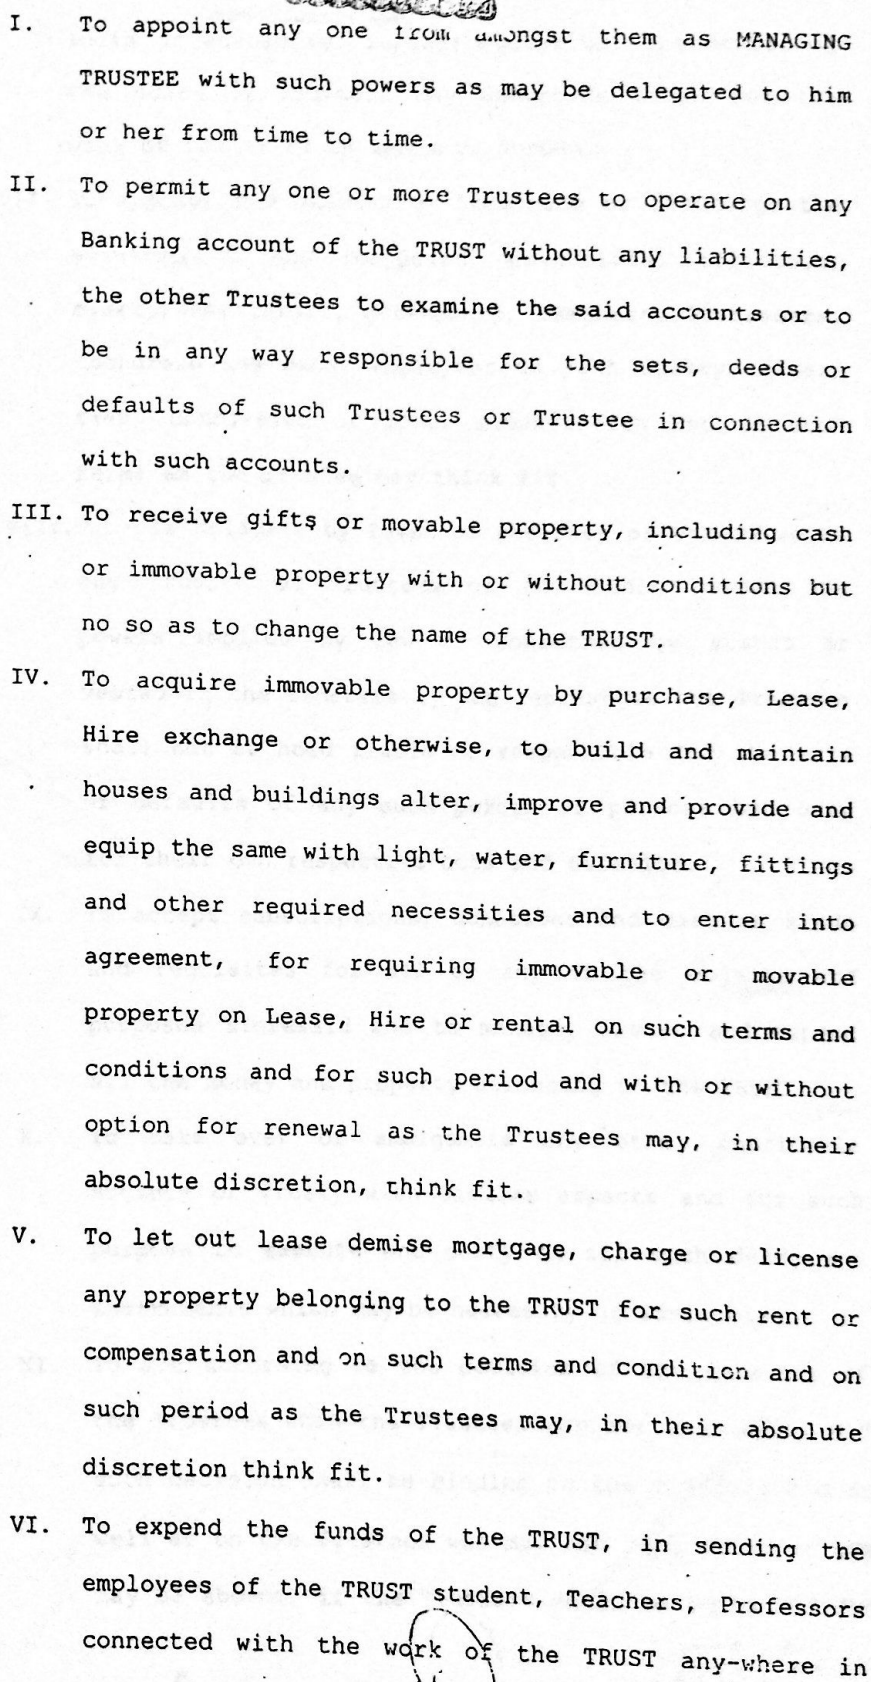 I. To appoint any one from amongst them as MANAGING
TRUSTEE with such powers as may be delegated to him
or her from time to time.
II. To permit any one or more Trustees to operate on any
Banking account of the TRUST without any liabilities,
the other Trustees to examine the said accounts or to
be in any way responsible for the sets, deeds or
defaults of such Trustees or Trustee in connection
with such accounts.
III. To receive gifts or movable property, including cash
or immovable property with or without conditions but
no so as to change the name of the TRUST.
IV. To acquire immovable property by purchase, Lease,
Hire exchange or otherwise, to build and maintain
houses and buildings alter, improve and provide and
equip the same with light, water, furniture, fittings
and other required necessities and to enter into
agreement, for requiring immovable or movable
property on Lease, Hire or rental on such terms and
conditions and for such period and with or without
option for renewal as the Trustees may, in their
absolute discretion, think fit.
V. To let out lease demise mortgage, charge or license
any property belonging to the TRUST for such rent or
compensation and on such terms and condition and on
such period as the Trustees may, in their absolute
discretion think fit.
VI. To expend the funds of the TRUST, in sending the
employees of the TRUST student, Teachers, Professors
connected with the work of the TRUST any-where in